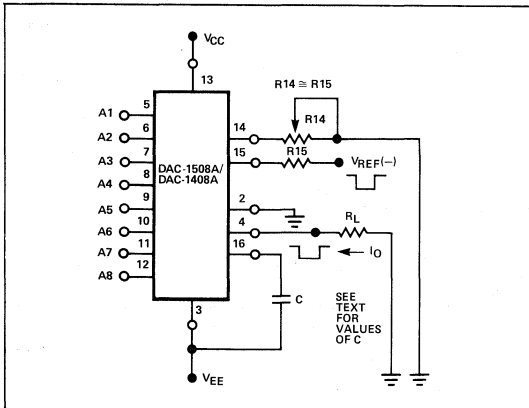 VCC
13
R14 ≅ R15
A1 5
A2 6
A3 7
A4 8
A5 9
A6 10
A7 11
A8 12
DAC-1508A/
DAC-1408A
14 R14
15 R15 VREF(−)
2
4 RL
16 IO
C
SEE
TEXT
FOR
VALUES
OF C
3
VEE